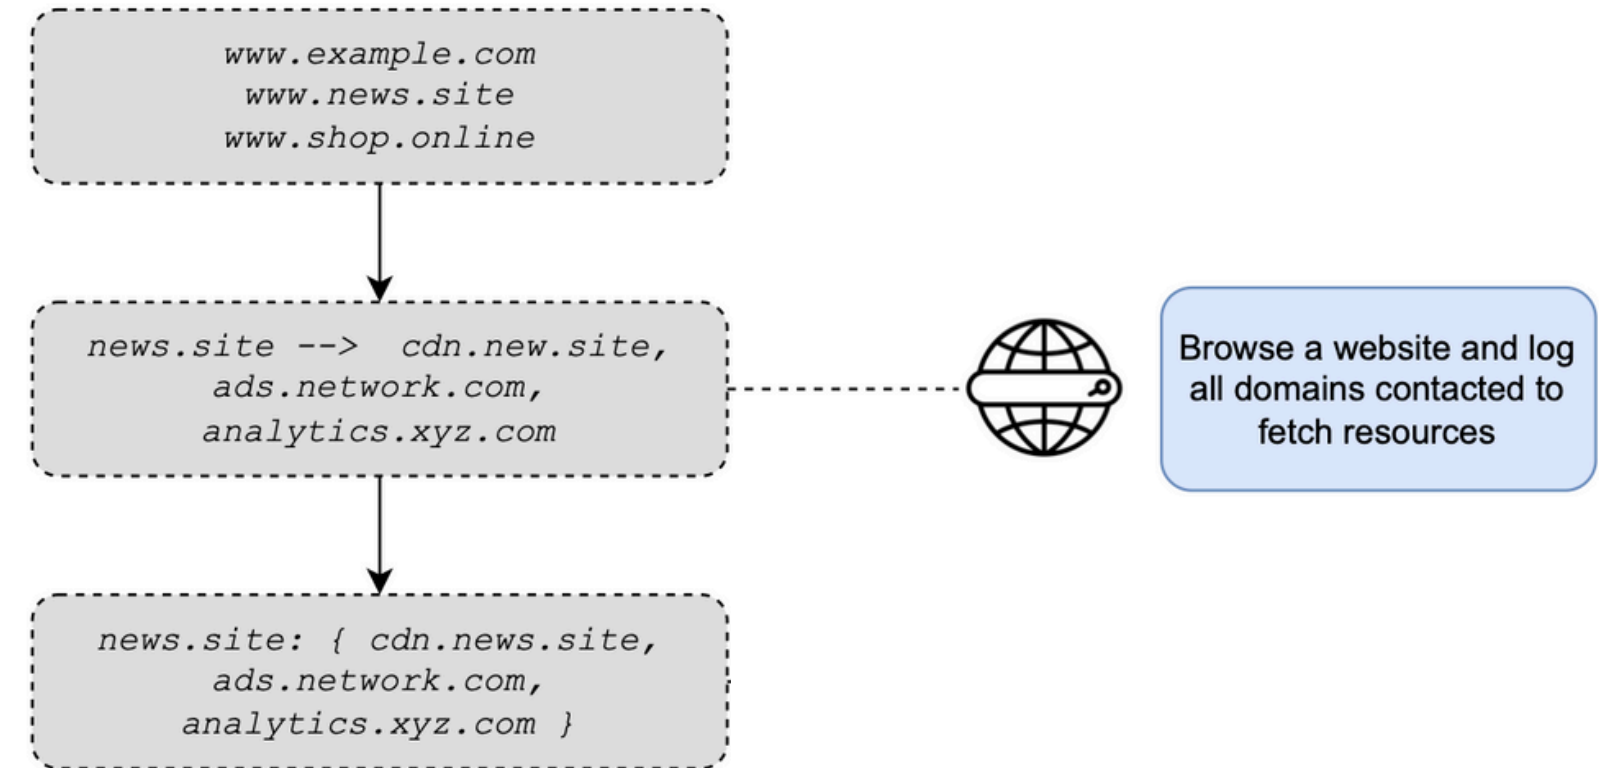 www.example.com
www.news.site
www.shop.online
news.site --> cdn.new.site,
ads.network.com,
analytics.xyz.com
Browse a website and log
all domains contacted to
fetch resources
news.site: { cdn.news.site,
ads.network.com,
analytics.xyz.com }